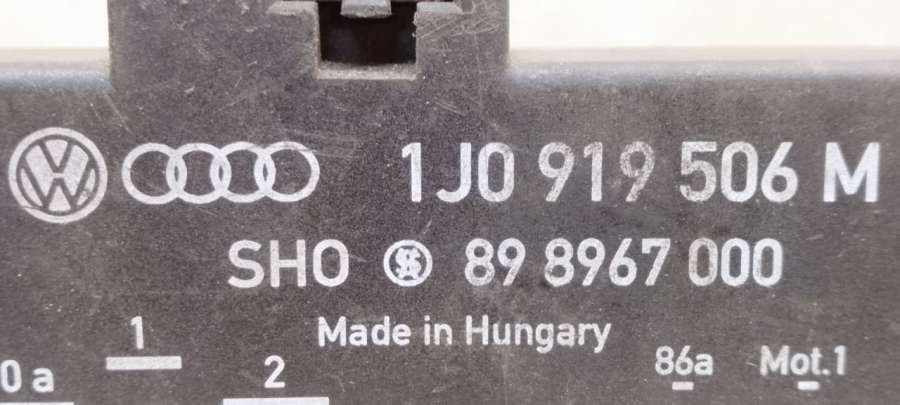 1J0 919 506 M
SHO 89 8967 000
Made in Hungary
1
0 a
2
86a
Mot.1